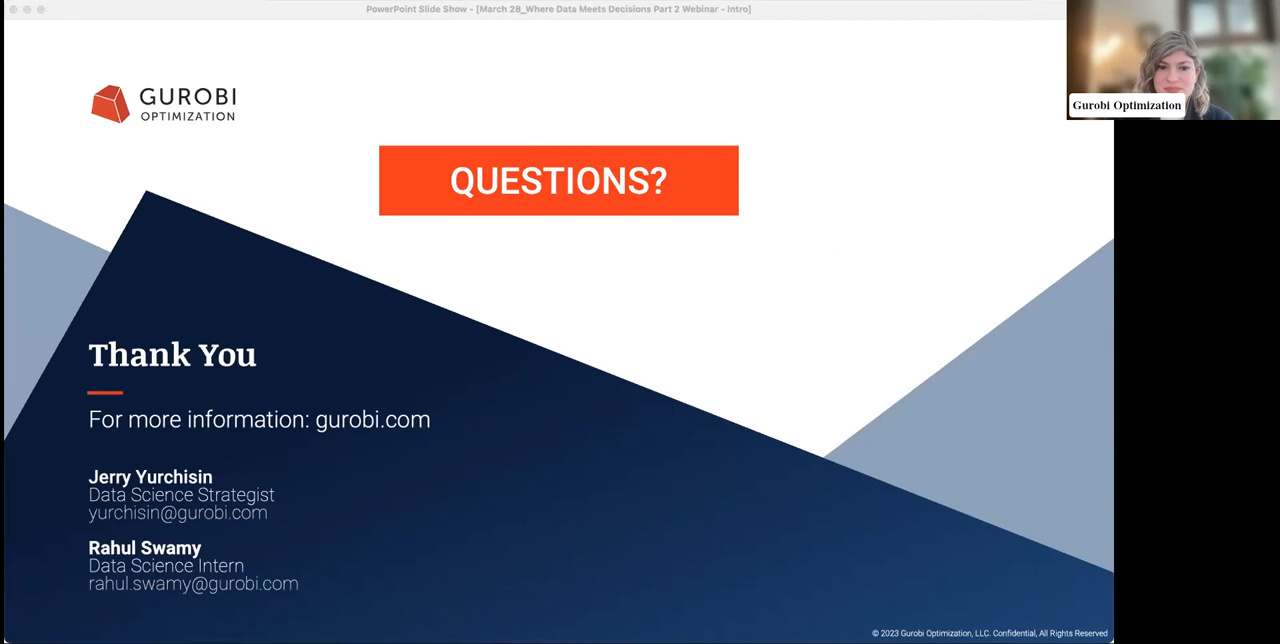 PowerPoint Slide Show - [March 28_Where Data Meets Decisions Part 2 Webinar - Intro]
Gurobi Optimization
GUROBI
OPTIMIZATION
QUESTIONS?
Thank You
For more information: gurobi.com
Jerry Yurchisin
Data Science Strategist
yurchisin@gurobi.com
Rahul Swamy
Data Science Intern
rahul.swamy@gurobi.com
© 2023 Gurobi Optimization, LLC. Confidential, All Rights Reserved